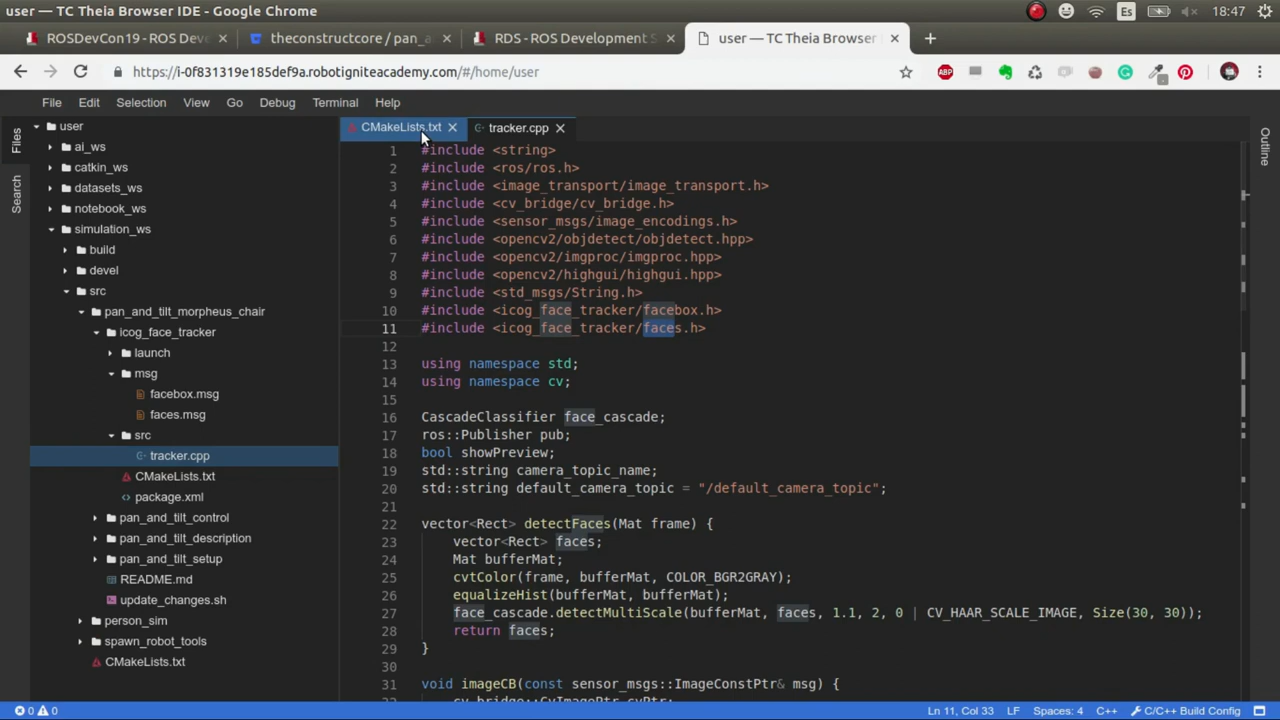 user — TC Theia Browser IDE - Google Chrome
Es
18:47
ROSDevCon19 - ROS Deve
theconstructcore / pan_a
RDS - ROS Development S
user — TC Theia Browser
https://i-0f831319e185def9a.robotigniteacademy.com/#/home/user
ABP
File Edit Selection View Go Debug Terminal Help
Files
Search
Outline
user
ai_ws
catkin_ws
datasets_ws
notebook_ws
simulation_ws
build
devel
src
pan_and_tilt_morpheus_chair
icog_face_tracker
launch
msg
facebox.msg
faces.msg
src
tracker.cpp
CMakeLists.txt
package.xml
pan_and_tilt_control
pan_and_tilt_description
pan_and_tilt_setup
README.md
update_changes.sh
person_sim
spawn_robot_tools
CMakeLists.txt
CMakeLists.txt
tracker.cpp
1 #include <string>
2 #include <ros/ros.h>
3 #include <image_transport/image_transport.h>
4 #include <cv_bridge/cv_bridge.h>
5 #include <sensor_msgs/image_encodings.h>
6 #include <opencv2/objdetect/objdetect.hpp>
7 #include <opencv2/imgproc/imgproc.hpp>
8 #include <opencv2/highgui/highgui.hpp>
9 #include <std_msgs/String.h>
10 #include <icog_face_tracker/facebox.h>
11 #include <icog_face_tracker/faces.h>
12
13 using namespace std;
14 using namespace cv;
15
16 CascadeClassifier face_cascade;
17 ros::Publisher pub;
18 bool showPreview;
19 std::string camera_topic_name;
20 std::string default_camera_topic = "/default_camera_topic";
21
22 vector<Rect> detectFaces(Mat frame) {
23 vector<Rect> faces;
24 Mat bufferMat;
25 cvtColor(frame, bufferMat, COLOR_BGR2GRAY);
26 equalizeHist(bufferMat, bufferMat);
27 face_cascade.detectMultiScale(bufferMat, faces, 1.1, 2, 0 | CV_HAAR_SCALE_IMAGE, Size(30, 30));
28 return faces;
29 }
30
31 void imageCB(const sensor_msgs::ImageConstPtr& msg) {
32 cv_bridge::CvImagePtr cvPtr;
0 0
Ln 11, Col 33 LF Spaces: 4 C++ C/C++ Build Config